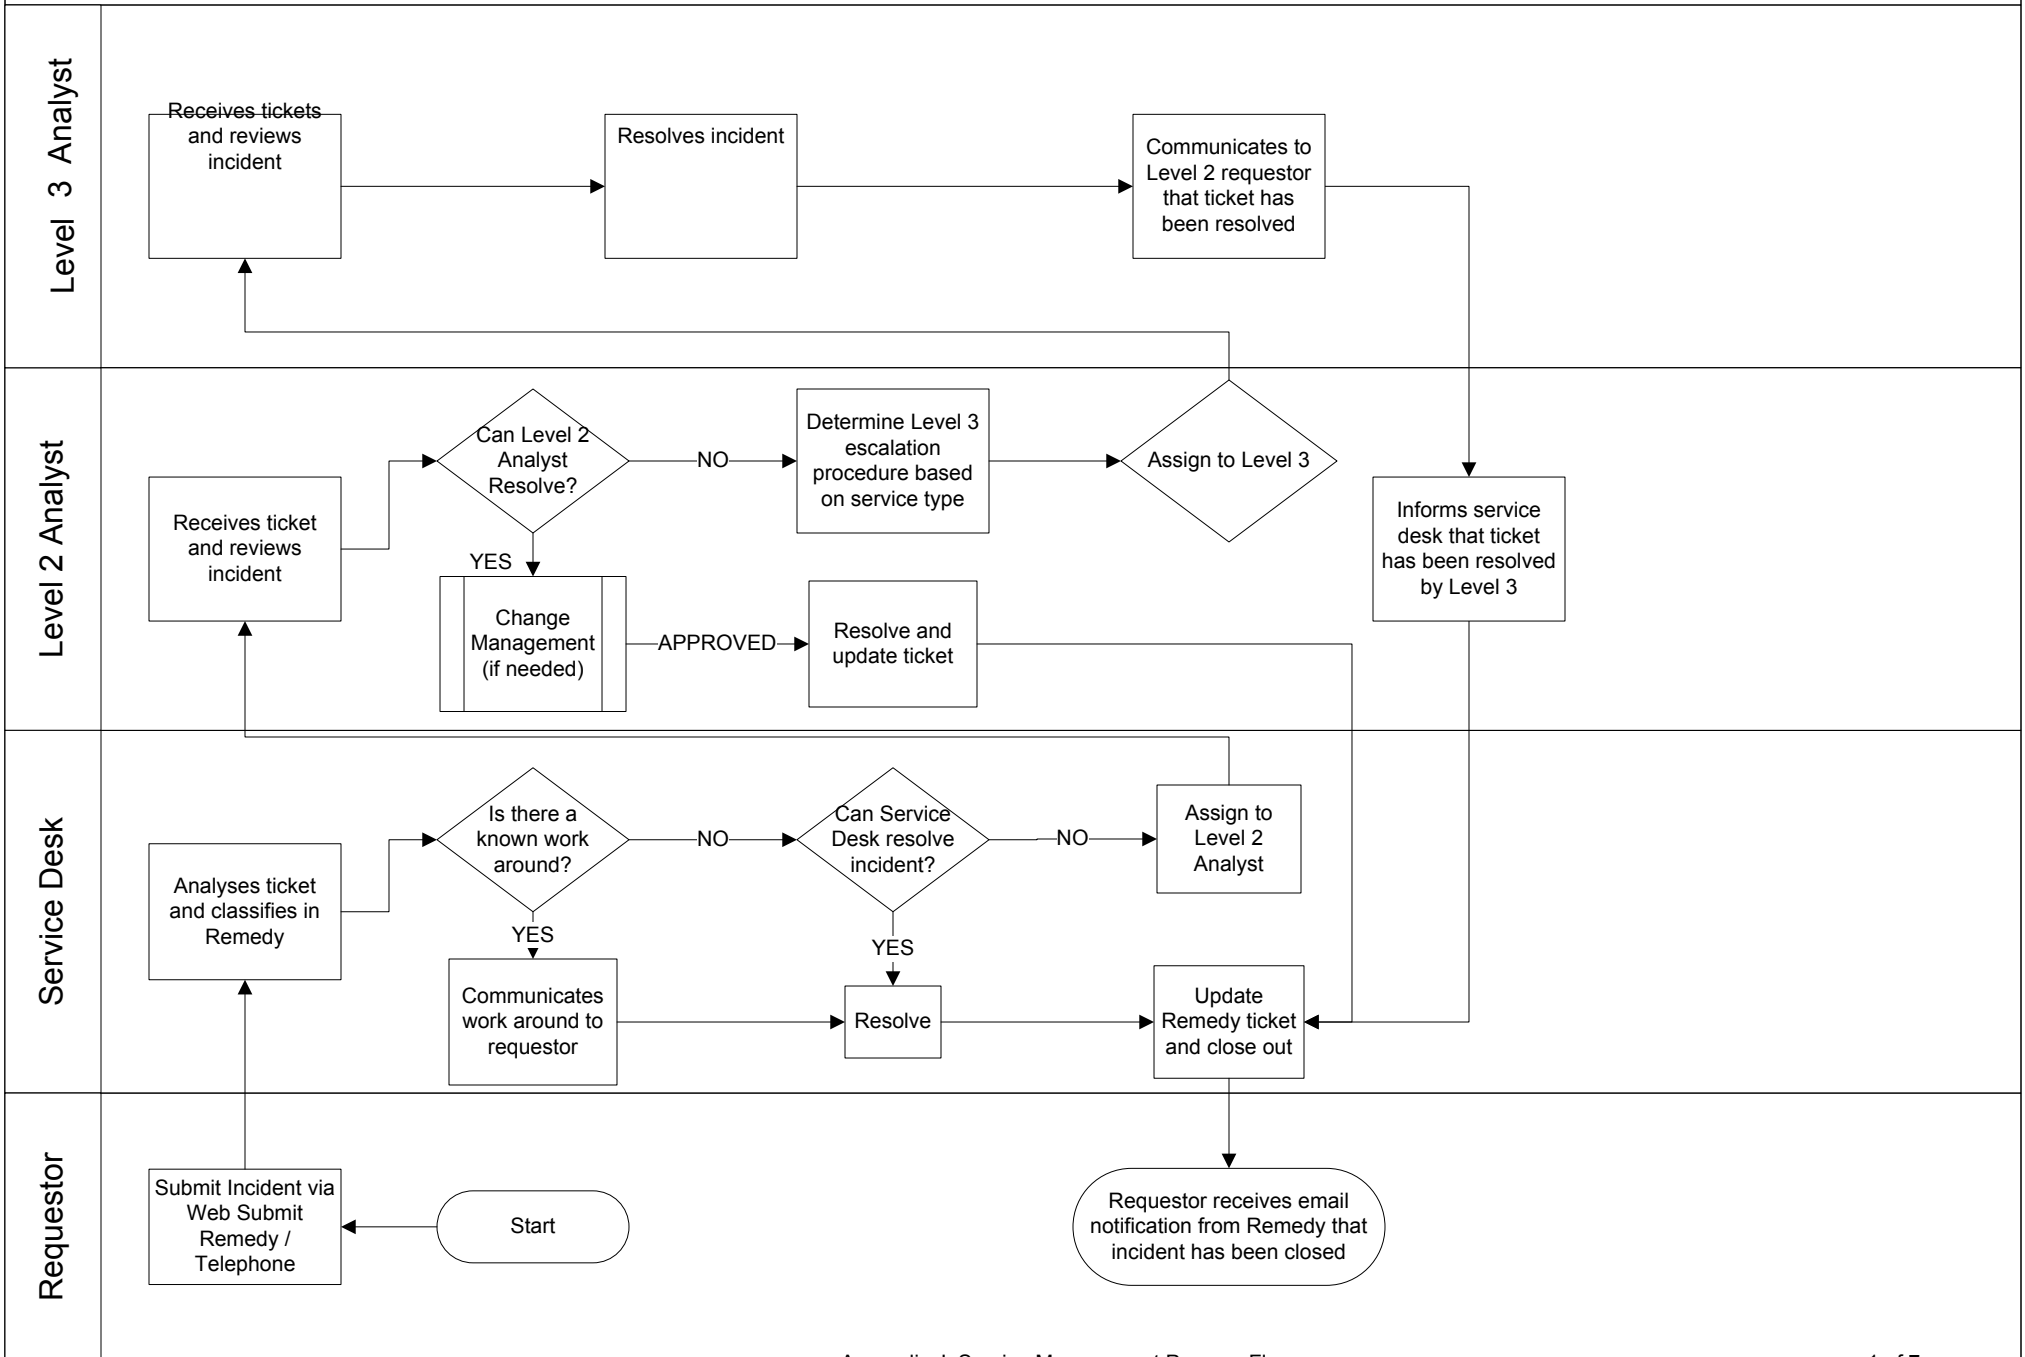 Level 3 Analyst
Receives tickets
and reviews
incident
Resolves incident
Communicates to
Level 2 requestor
that ticket has
been resolved
Level 2 Analyst
Receives ticket
and reviews
incident
Can Level 2
Analyst
Resolve?
NO
Determine Level 3
escalation
procedure based
on service type
Assign to Level 3
Informs service
desk that ticket
has been resolved
by Level 3
YES
Change
Management
(if needed)
APPROVED
Resolve and
update ticket
Service Desk
Analyses ticket
and classifies in
Remedy
Is there a
known work
around?
NO
Can Service
Desk resolve
incident?
NO
Assign to
Level 2
Analyst
YES
YES
Communicates
work around to
requestor
Resolve
Update
Remedy ticket
and close out
Requestor
Submit Incident via
Web Submit
Remedy /
Telephone
Start
Requestor receives email
notification from Remedy that
incident has been closed